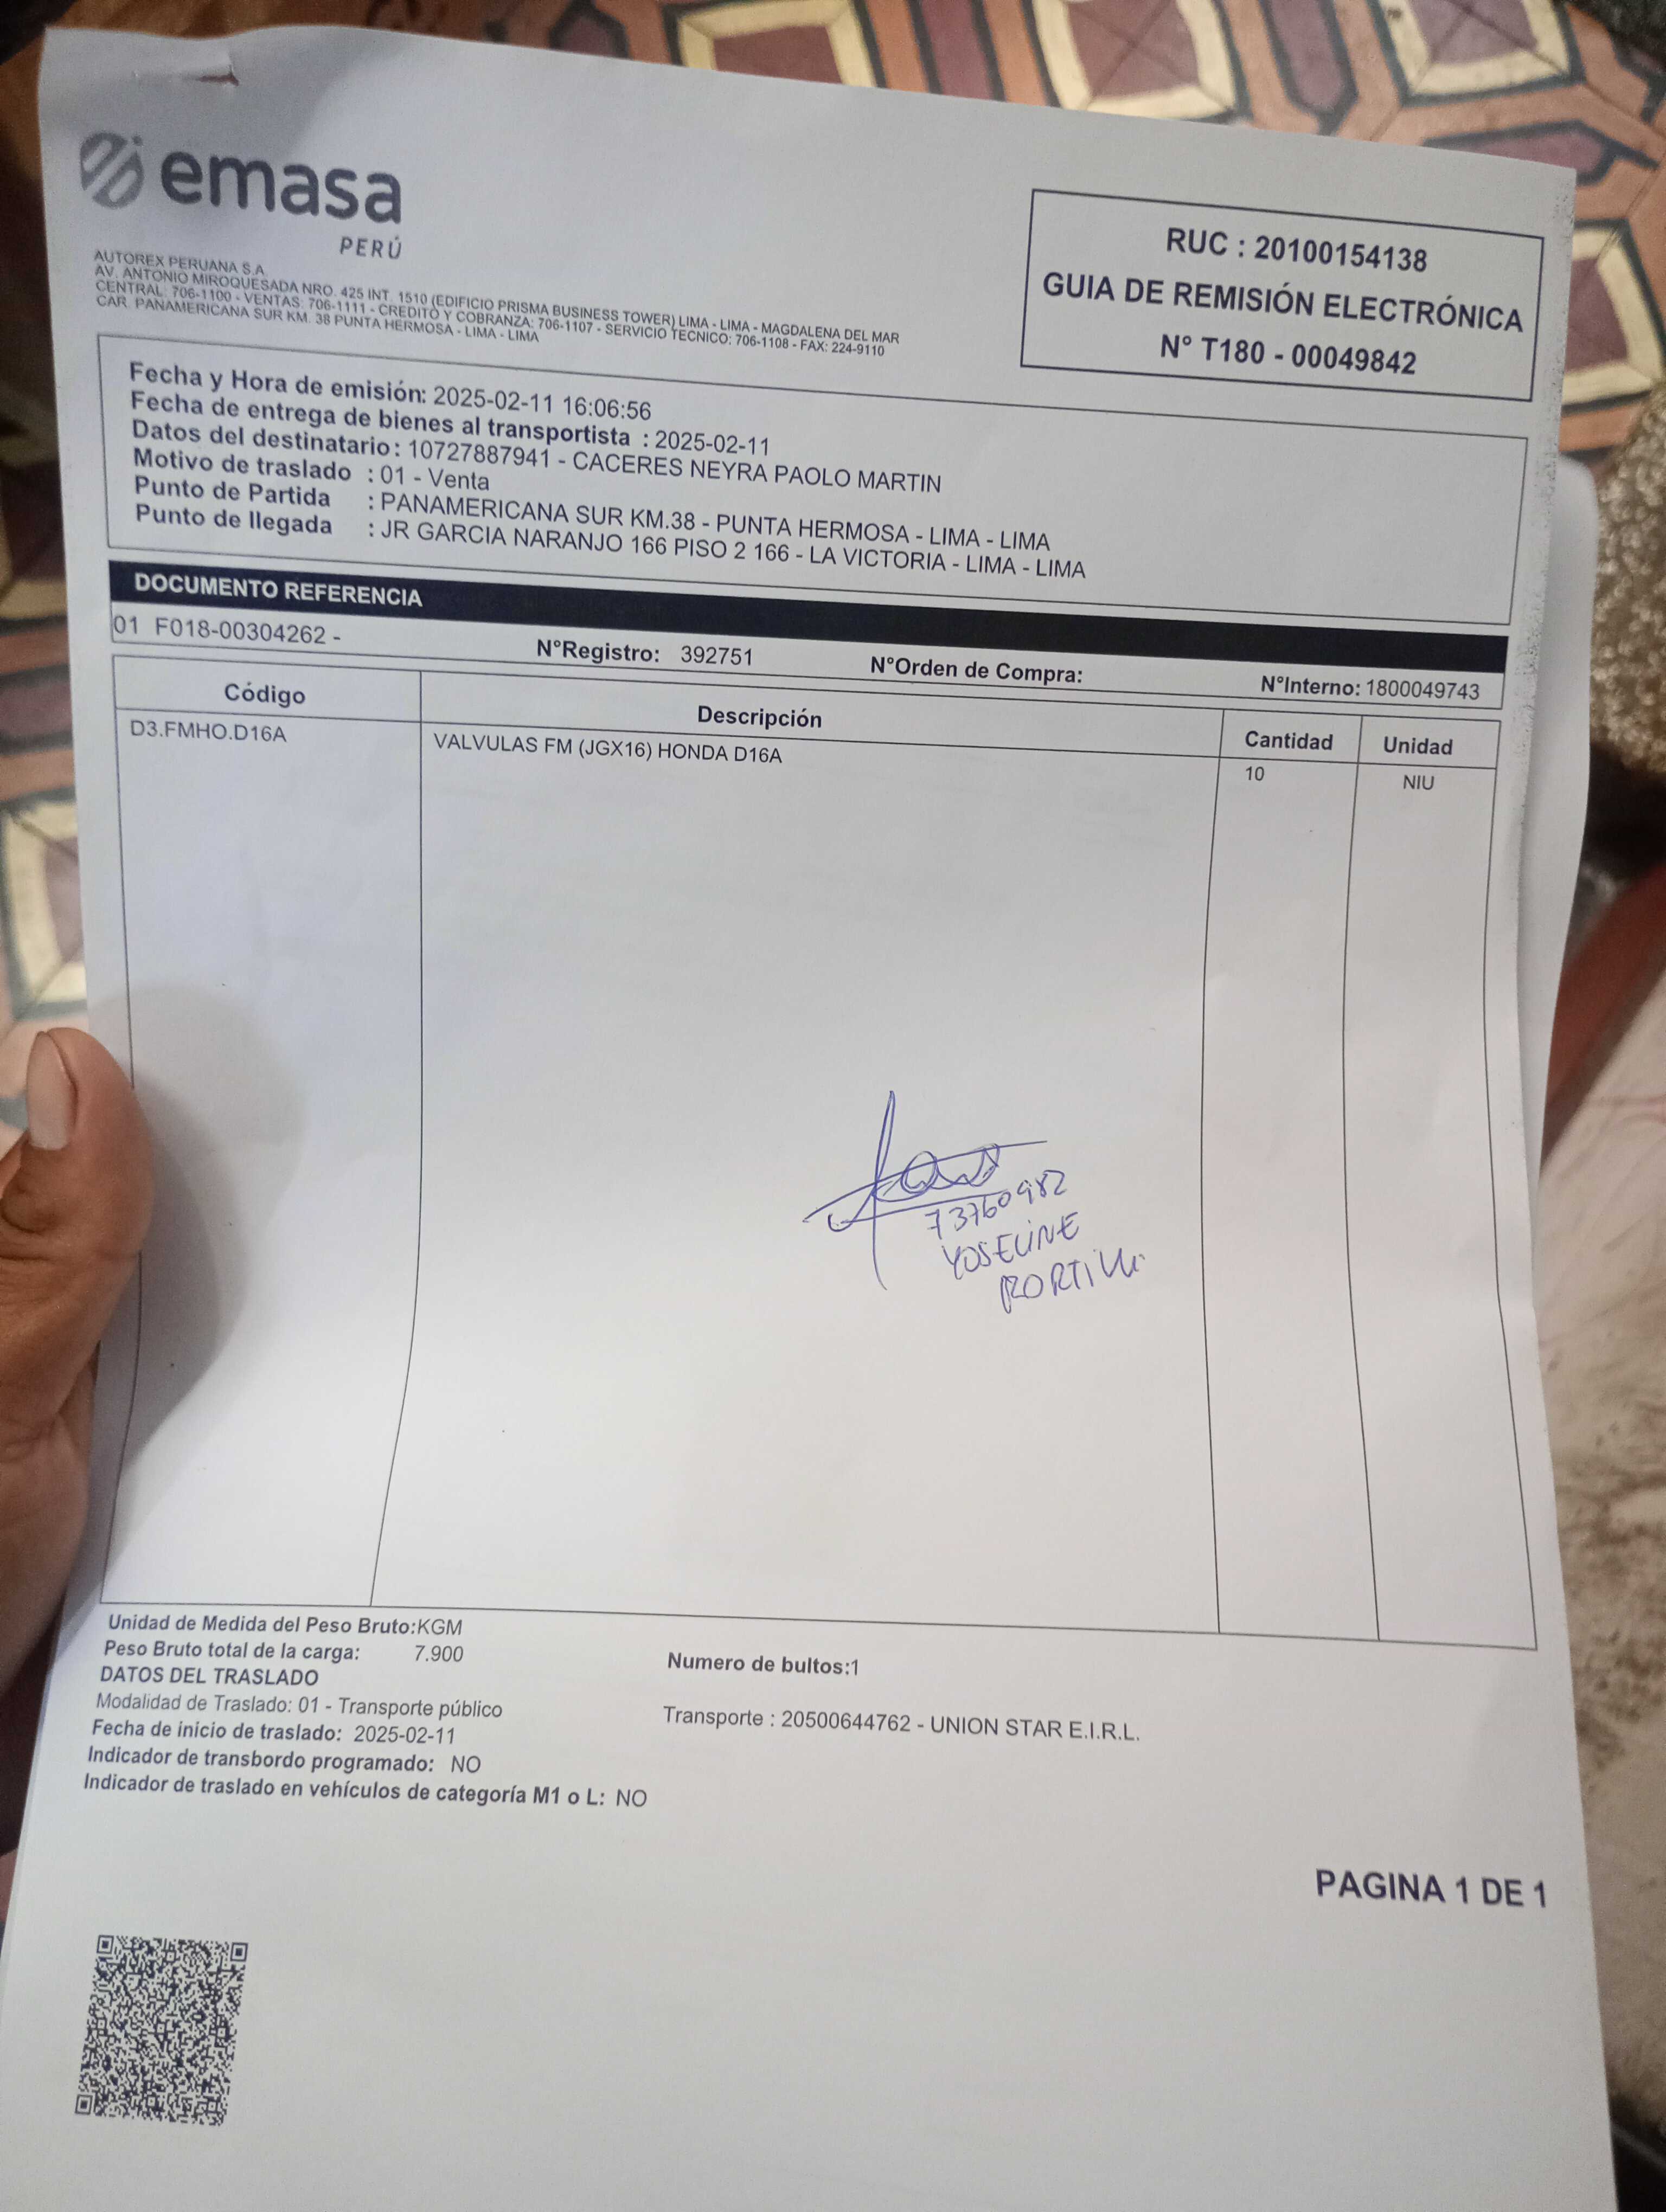 emasa
PERÚ
AUTOREX PERUANA S.A.
AV. ANTONIO MIROQUESADA NRO. 425 INT. 1510 (EDIFICIO PRISMA BUSINESS TOWER) LIMA - LIMA - MAGDALENA DEL MAR
CENTRAL: 706-1100 - VENTAS: 706-1111 - CREDITO Y COBRANZA: 706-1107 - SERVICIO TECNICO: 706-1108 - FAX: 224-9110
CAR. PANAMERICANA SUR KM. 38 PUNTA HERMOSA - LIMA - LIMA
RUC : 20100154138
GUIA DE REMISIÓN ELECTRÓNICA
N° T180 - 00049842
Fecha y Hora de emisión: 2025-02-11 16:06:56
Fecha de entrega de bienes al transportista : 2025-02-11
Datos del destinatario : 10727887941 - CACERES NEYRA PAOLO MARTIN
Motivo de traslado : 01 - Venta
Punto de Partida : PANAMERICANA SUR KM.38 - PUNTA HERMOSA - LIMA - LIMA
Punto de llegada : JR GARCIA NARANJO 166 PISO 2 166 - LA VICTORIA - LIMA - LIMA
DOCUMENTO REFERENCIA
01 F018-00304262 - N°Registro: 392751 N°Orden de Compra: N°Interno: 1800049743
Código Descripción Cantidad Unidad
D3.FMHO.D16A VALVULAS FM (JGX16) HONDA D16A 10 NIU
73760982
YOSELINE
Unidad de Medida del Peso Bruto:KGM
Peso Bruto total de la carga: 7.900 Numero de bultos:1
DATOS DEL TRASLADO
Modalidad de Traslado: 01 - Transporte público Transporte : 20500644762 - UNION STAR E.I.R.L.
Fecha de inicio de traslado: 2025-02-11
Indicador de transbordo programado: NO
Indicador de traslado en vehículos de categoría M1 o L: NO
PAGINA 1 DE 1